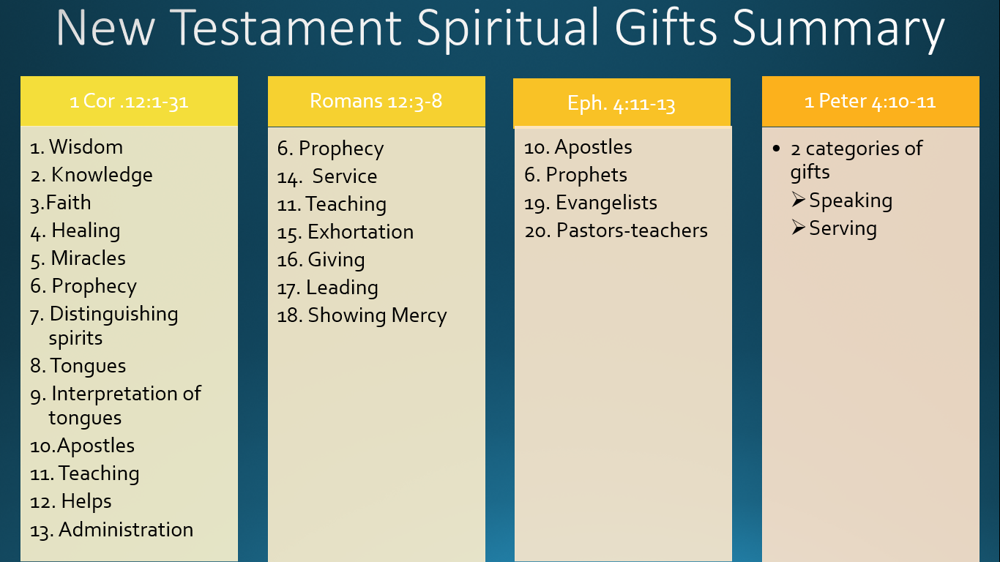 New Testament Spiritual Gifts Summary
1 Cor .12:1-31
1. Wisdom
2. Knowledge
3.Faith
4. Healing
5. Miracles
6. Prophecy
7. Distinguishing
spirits
8. Tongues
9. Interpretation of
tongues
10.Apostles
11. Teaching
12. Helps
13. Administration
Romans 12:3-8
6. Prophecy
14.  Service
11. Teaching
15. Exhortation
16. Giving
17. Leading
18. Showing Mercy
Eph. 4:11-13
10. Apostles
6. Prophets
19. Evangelists
20. Pastors-teachers
1 Peter 4:10-11
• 2 categories of
gifts
➢ Speaking
➢ Serving